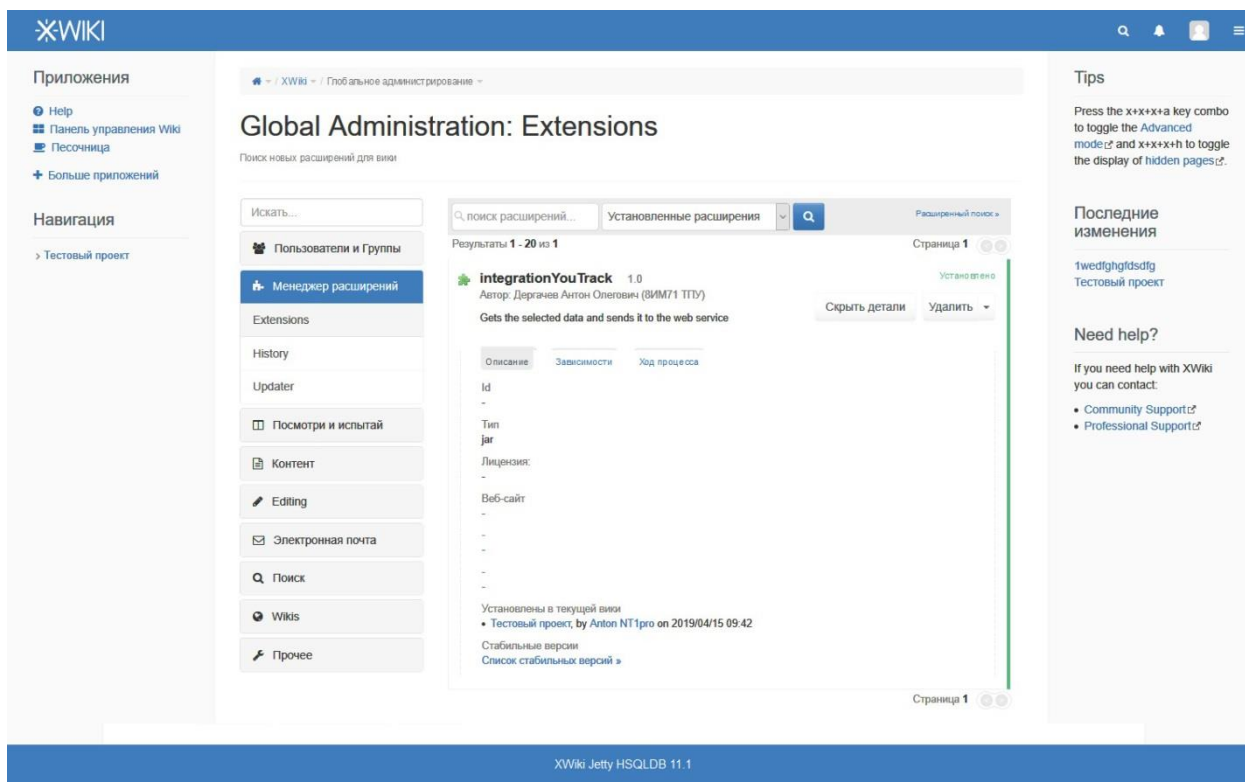 XWIKI
Приложения
Help
Панель управления Wiki
Песочница
Больше приложений
Навигация
Тестовый проект
/ XWiki / Глобальное администрирование
Global Administration: Extensions
Поиск новых расширений для вики
Искать...
Пользователи и Группы
Менеджер расширений
Extensions
History
Updater
Посмотри и испытай
Контент
Editing
Электронная почта
Поиск
Wikis
Прочее
поиск расширений... Установленные расширения Расширенный поиск »
Результаты 1 - 20 из 1 Страница 1
integrationYouTrack 1.0 Установлено
Автор: Дергачев Антон Олегович (8ИМ71 ТПУ)
Скрыть детали Удалить
Gets the selected data and sends it to the web service
Описание Зависимости Ход процесса
Id
-
Тип
jar
Лицензия:
-
Веб-сайт
-
-
-
-
-
Установлены в текущей вики
• Тестовый проект, by Anton NT1pro on 2019/04/15 09:42
Стабильные версии
Список стабильных версий »
Страница 1
Tips
Press the x+x+x+a key combo
to toggle the Advanced
mode and x+x+x+h to toggle
the display of hidden pages.
Последние
изменения
1wedfghgfdsdfg
Тестовый проект
Need help?
If you need help with XWiki
you can contact:
• Community Support
• Professional Support
XWiki Jetty HSQLDB 11.1